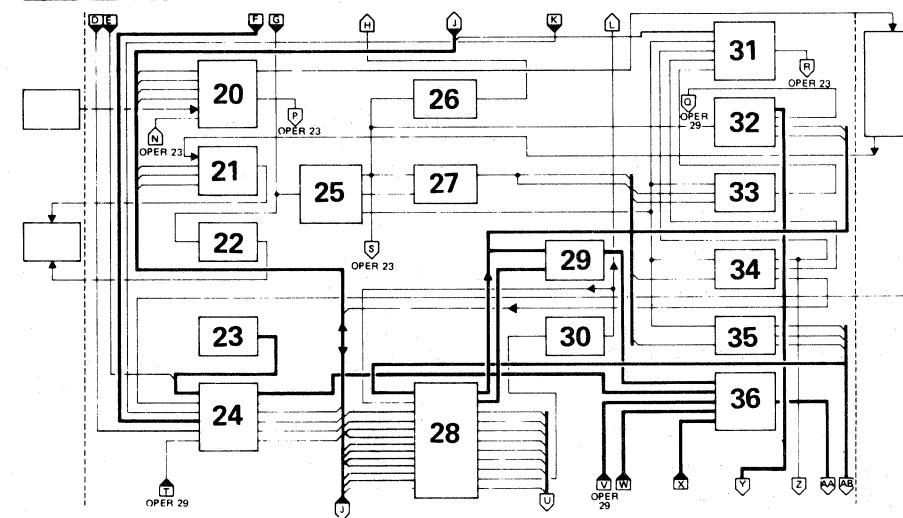 D E F G H J K L
31
R
OPER 23
20
26
Q
OPER
29
P
OPER 23
32
N
OPER 23
21
25
27
33
22
S
OPER 23
29
34
23
30
35
24
28
36
T
OPER 29
J
U
V W X Y Z AA AB
OPER
29